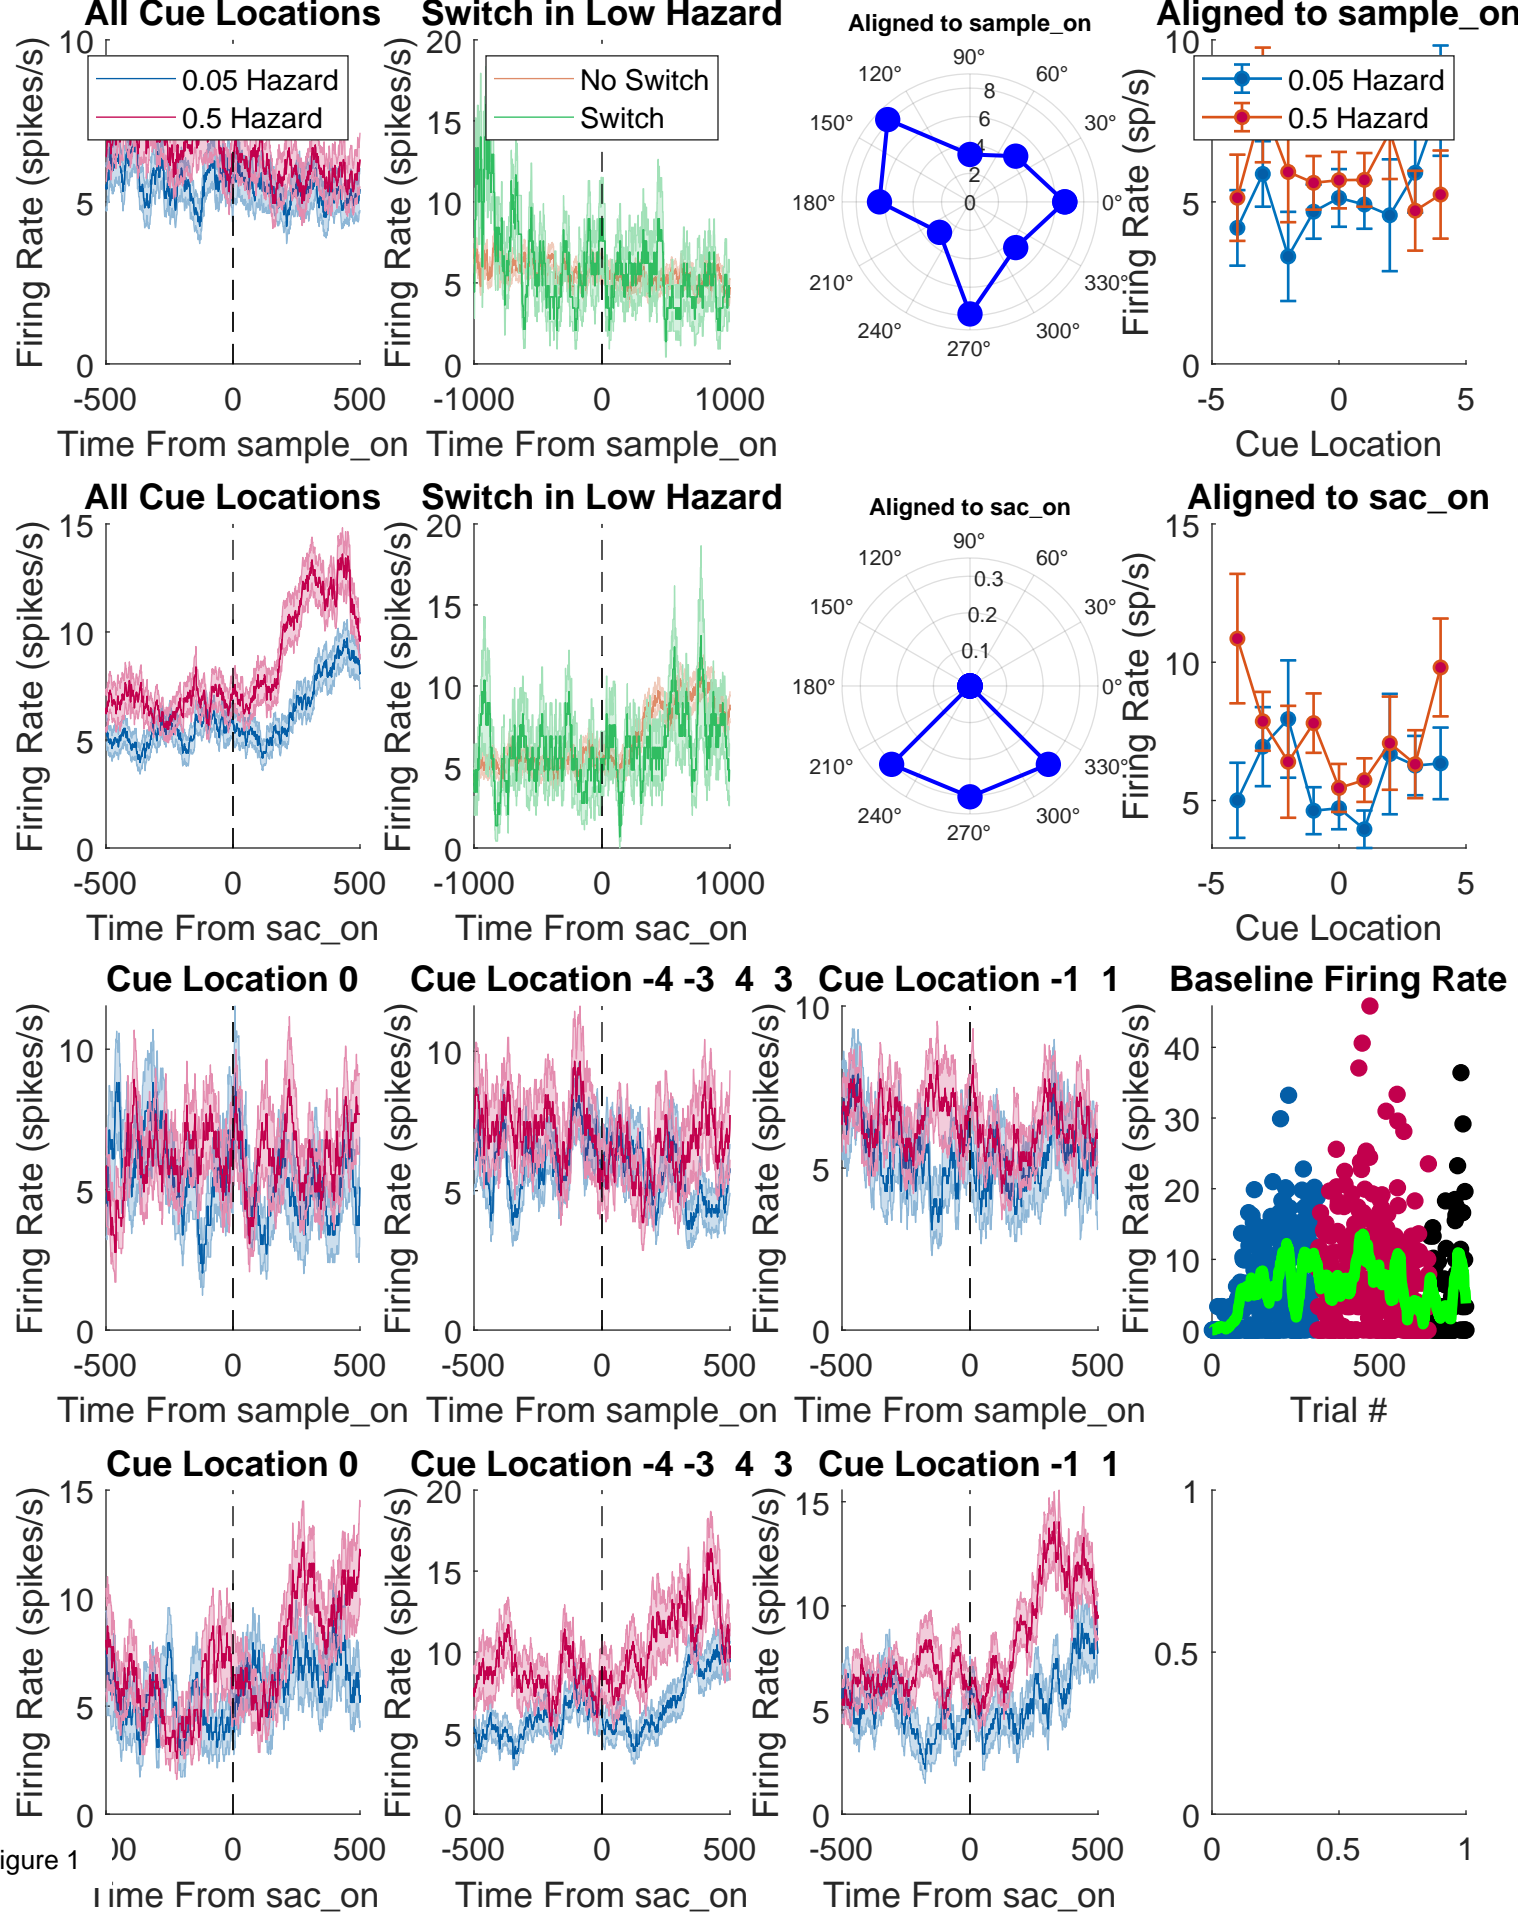 All Cue Locations
Firing Rate (spikes/s)
10
5
0
0.05 Hazard
0.5 Hazard
-500
0
500
Time From sample_on
Switch in Low Hazard
Firing Rate (spikes/s)
20
15
10
5
0
No Switch
Switch
-1000
0
1000
Time From sample_on
Aligned to sample_on
90°
120°
60°
150°
30°
180°
0°
210°
330°
240°
300°
270°
8
6
4
2
0
Aligned to sample_on
Firing Rate (sp/s)
10
5
0
0.05 Hazard
0.5 Hazard
-5
0
5
Cue Location
All Cue Locations
Firing Rate (spikes/s)
15
10
5
0
-500
0
500
Time From sac_on
Switch in Low Hazard
Firing Rate (spikes/s)
20
15
10
5
0
-1000
0
1000
Time From sac_on
Aligned to sac_on
90°
120°
60°
150°
30°
180°
0°
210°
330°
240°
300°
270°
0.3
0.2
0.1
Aligned to sac_on
Firing Rate (sp/s)
15
10
5
-5
0
5
Cue Location
Cue Location 0
Firing Rate (spikes/s)
10
5
0
-500
0
500
Time From sample_on
Cue Location -4 -3  4  3
Firing Rate (spikes/s)
10
5
0
-500
0
500
Time From sample_on
Cue Location -1  1
Firing Rate (spikes/s)
10
5
0
-500
0
500
Time From sample_on
Baseline Firing Rate
Firing Rate (spikes/s)
40
30
20
10
0
0
500
Trial #
Cue Location 0
Firing Rate (spikes/s)
15
10
5
0
00
0
500
Time From sac_on
Cue Location -4 -3  4  3
Firing Rate (spikes/s)
20
15
10
5
0
-500
0
500
Time From sac_on
Cue Location -1  1
Firing Rate (spikes/s)
15
10
5
0
-500
0
500
Time From sac_on
1
0.5
0
0
0.5
1
igure 1